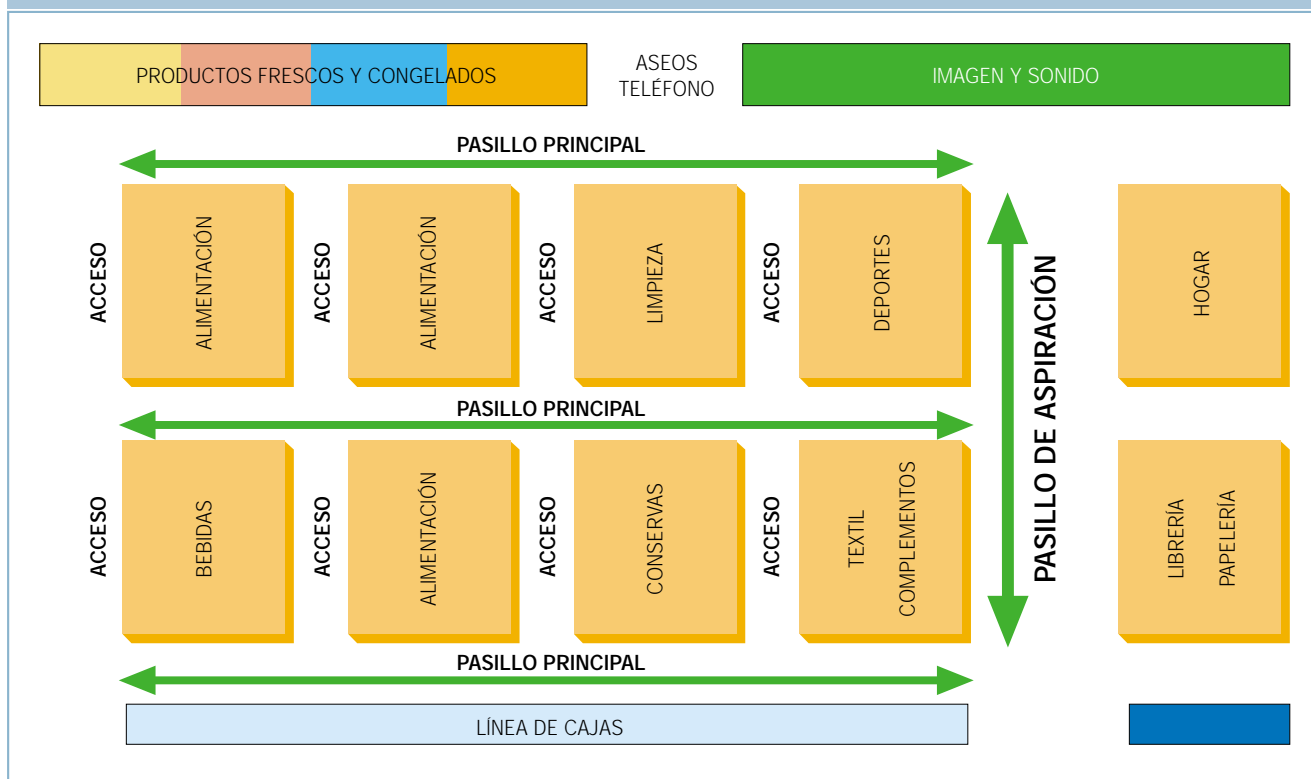 PRODUCTOS FRESCOS Y CONGELADOS
ASEOS
TELÉFONO
IMAGEN Y SONIDO
PASILLO PRINCIPAL
ACCESO
ALIMENTACIÓN
ACCESO
ALIMENTACIÓN
ACCESO
LIMPIEZA
ACCESO
DEPORTES
PASILLO DE ASPIRACIÓN
HOGAR
PASILLO PRINCIPAL
ACCESO
BEBIDAS
ACCESO
ALIMENTACIÓN
ACCESO
CONSERVAS
ACCESO
TEXTIL
COMPLEMENTOS
LIBRERÍA
PAPELERÍA
PASILLO PRINCIPAL
LÍNEA DE CAJAS